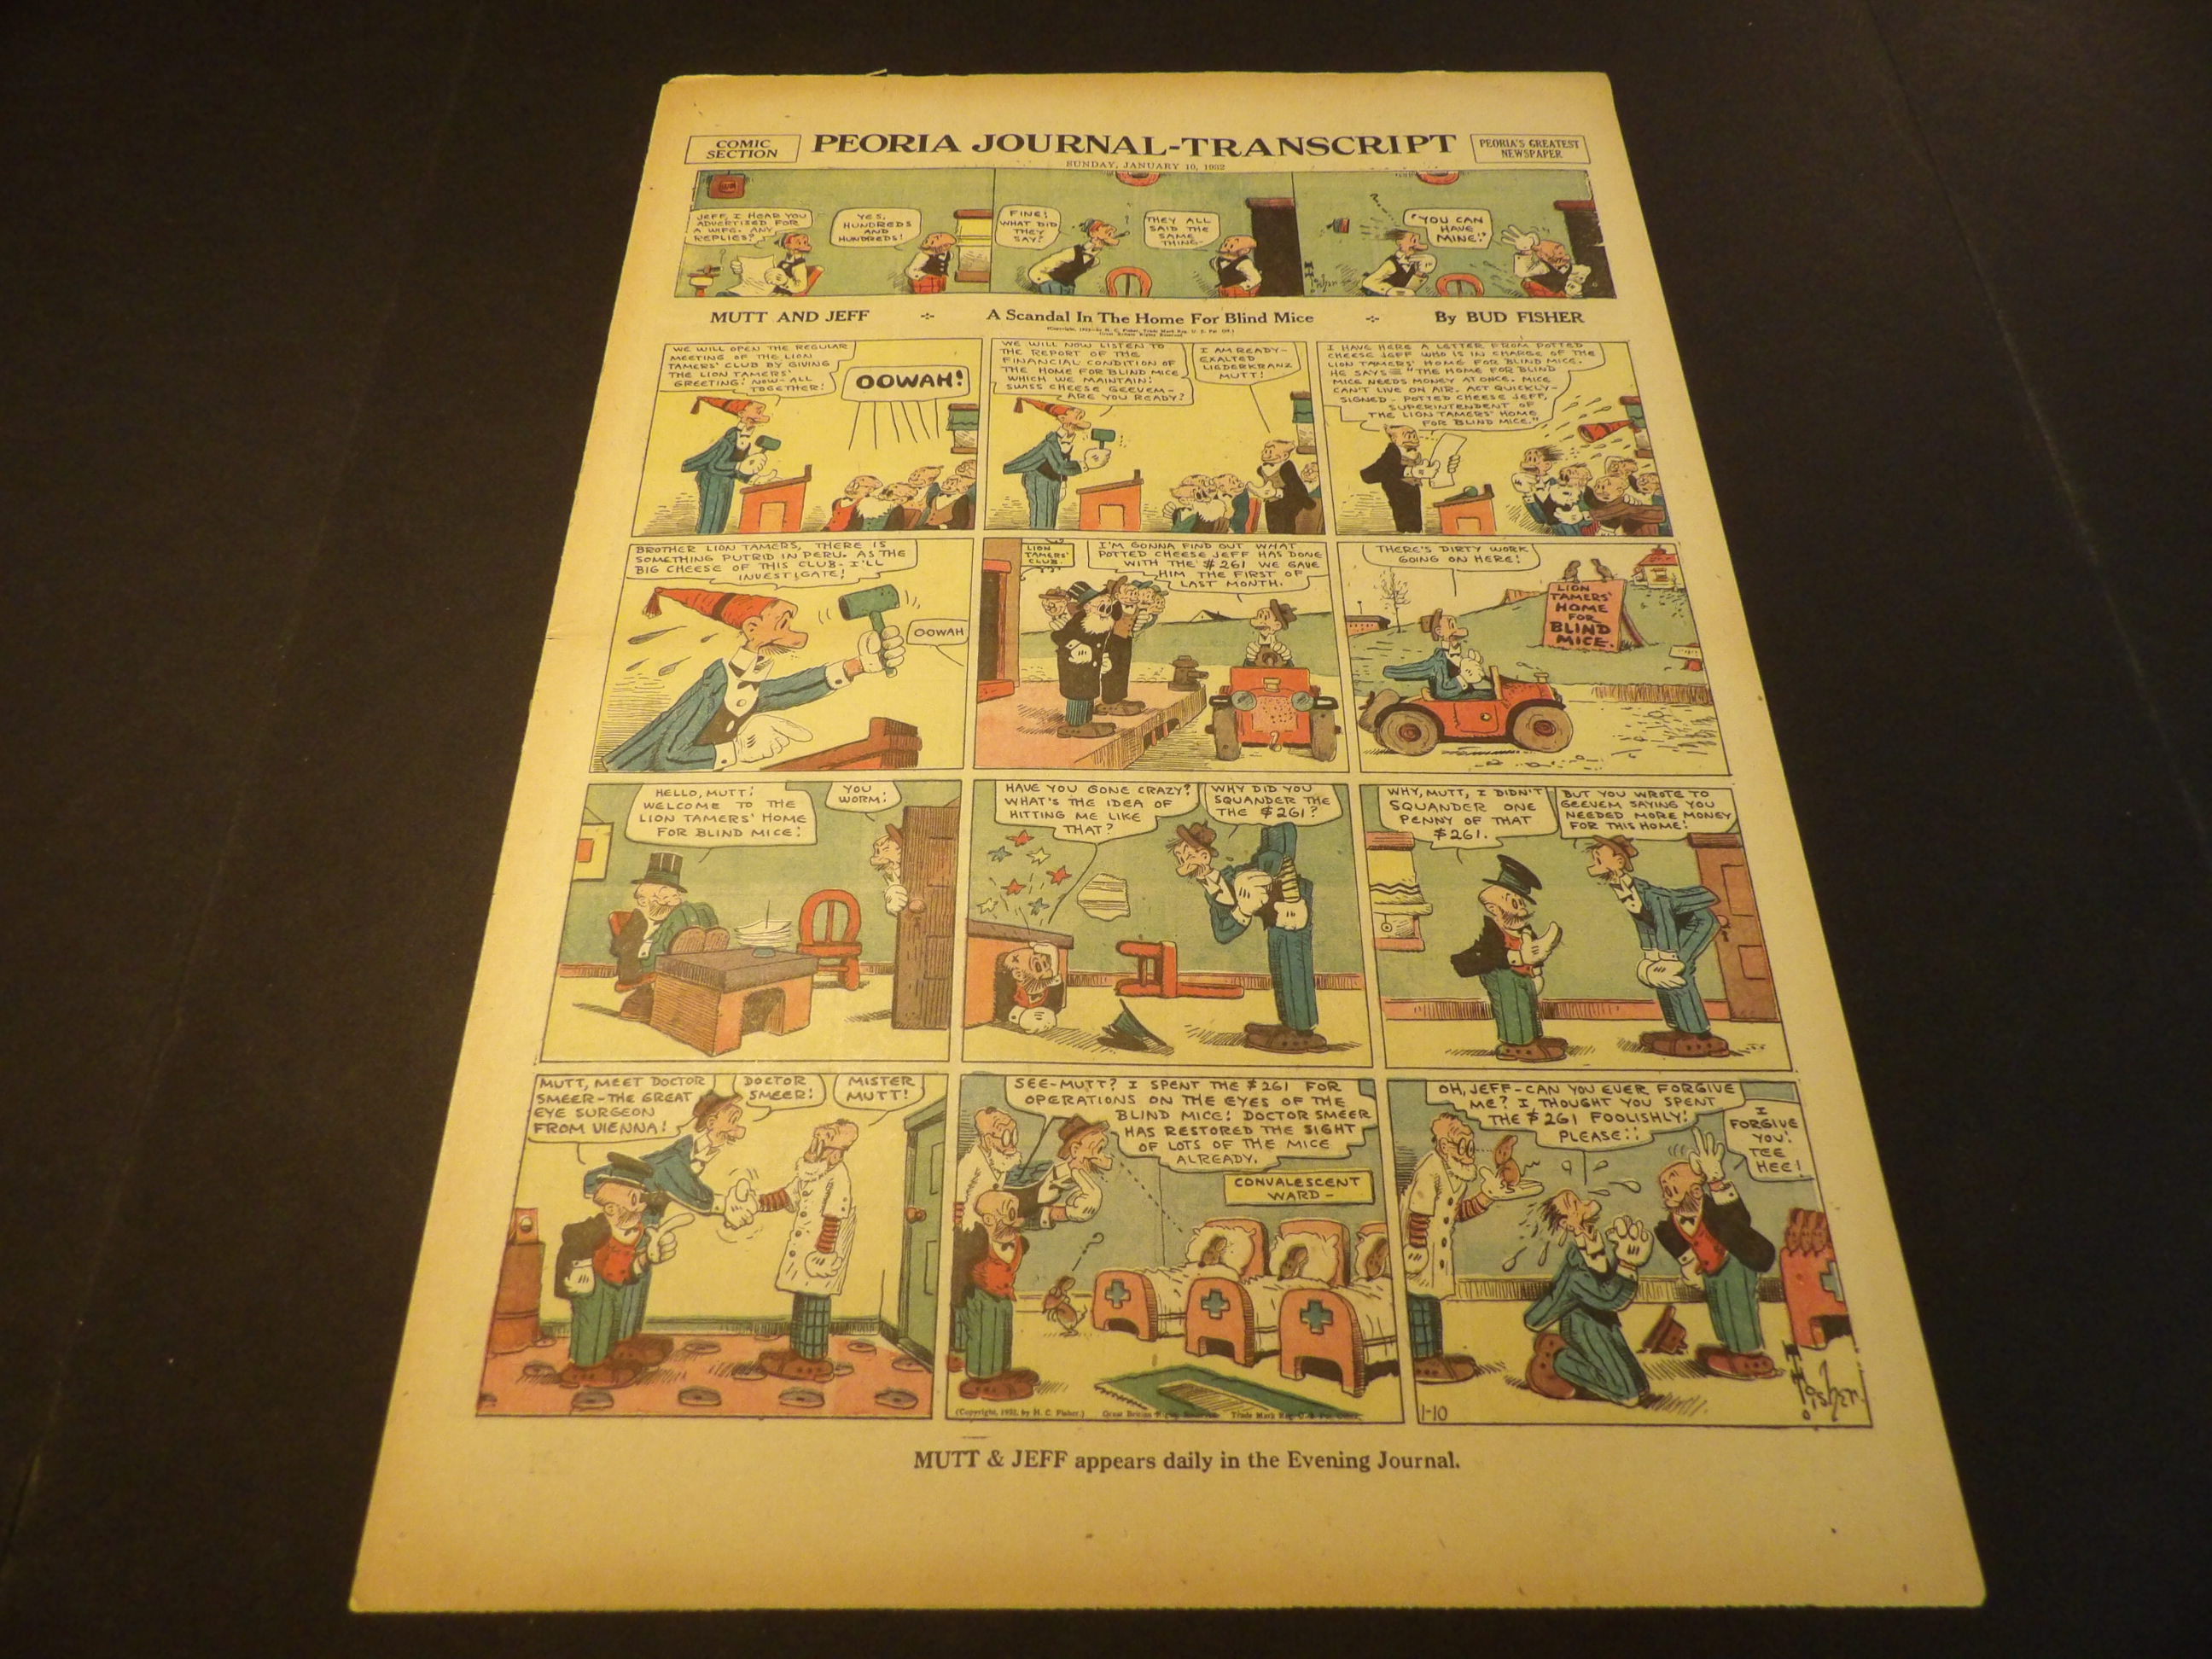 COMIC
SECTION
PEORIA JOURNAL-TRANSCRIPT
PEORIA'S GREATEST
NEWSPAPER
SUNDAY, JANUARY 10, 1932
JEFF, I HEAR YOU
ADVERTISED FOR
A WIFE. ANY
REPLIES?
YES,
HUNDREDS
AND
HUNDREDS!
FINE!
WHAT DID
THEY
SAY?
THEY ALL
SAID THE
SAME
THING-
"YOU CAN
HAVE
MINE!"
MUTT AND JEFF
A Scandal In The Home For Blind Mice
By BUD FISHER
WE WILL OPEN THE REGULAR
MEETING OF THE LION
TAMERS' CLUB BY GIVING
THE LION TAMERS'
GREETING! NOW- ALL
TOGETHER!
OOWAH!
WE WILL NOW LISTEN TO
THE REPORT OF THE
FINANCIAL CONDITION OF
THE HOME FOR BLIND MICE
WHICH WE MAINTAIN!
SWISS CHEESE GEEVEM-
ARE YOU READY?
I AM READY-
EXALTED
LIEDERKRANZ
MUTT!
I HAVE HERE A LETTER FROM POTTED
CHEESE JEFF WHO IS IN CHARGE OF THE
LION TAMERS' HOME FOR BLIND MICE.
HE SAYS "THE HOME FOR BLIND
MICE NEEDS MONEY AT ONCE. MICE
CAN'T LIVE ON AIR. ACT QUICKLY-
SIGNED- POTTED CHEESE JEFF,
SUPERINTENDENT OF
THE LION TAMERS' HOME
FOR BLIND MICE."
BROTHER LION TAMERS, THERE IS
SOMETHING PUTRID IN PERU. AS THE
BIG CHEESE OF THIS CLUB- I'LL
INVESTIGATE!
OOWAH
LION
TAMERS'
CLUB
I'M GONNA FIND OUT WHAT
POTTED CHEESE JEFF HAS DONE
WITH THE $261 WE GAVE
HIM THE FIRST OF
LAST MONTH.
THERE'S DIRTY WORK
GOING ON HERE!
LION
TAMERS'
HOME
FOR
BLIND
MICE.
HELLO, MUTT!
WELCOME TO THE
LION TAMERS' HOME
FOR BLIND MICE!
YOU
WORM!
HAVE YOU GONE CRAZY?
WHAT'S THE IDEA OF
HITTING ME LIKE
THAT?
WHY DID YOU
SQUANDER THE
THE $261?
WHY, MUTT, I DIDN'T
SQUANDER ONE
PENNY OF THAT
$261.
BUT YOU WROTE TO
GEEVEM SAYING YOU
NEEDED MORE MONEY
FOR THIS HOME!
MUTT, MEET DOCTOR
SMEER-THE GREAT
EYE SURGEON
FROM VIENNA!
DOCTOR
SMEER!
MISTER
MUTT!
SEE-MUTT? I SPENT THE $261 FOR
OPERATIONS ON THE EYES OF THE
BLIND MICE! DOCTOR SMEER
HAS RESTORED THE SIGHT
OF LOTS OF THE MICE
ALREADY.
CONVALESCENT
WARD-
(Copyright, 1932, by H. C. Fisher.)
OH, JEFF-CAN YOU EVER FORGIVE
ME? I THOUGHT YOU SPENT
THE $261 FOOLISHLY!
PLEASE!!
I
FORGIVE
YOU!
TEE
HEE!
1-10
Fisher
MUTT & JEFF appears daily in the Evening Journal.